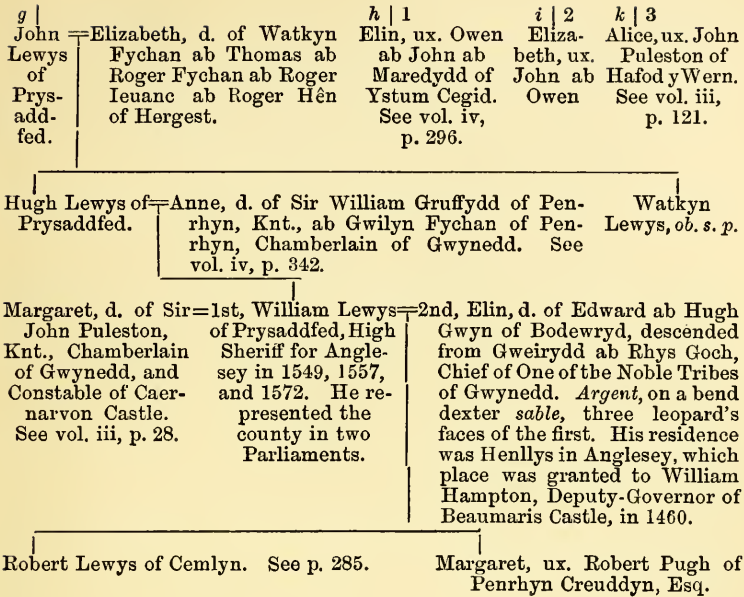 g | h | 1 i | 2 k | 3
John
Lewys
of
Prys-
add-
fed.
=Elizabeth, d. of Watkyn
Fychan ab Thomas ab
Roger Fychan ab Roger
Ieuanc ab Roger Hên
of Hergest.
Elin, ux. Owen
ab John ab
Maredydd of
Ystum Cegid.
See vol. iv,
p. 296.
Eliza-
beth, ux.
John ab
Owen
Alice, ux. John
Puleston of
Hafod y Wern.
See vol. iii,
p. 121.
Hugh Lewys of=
Prysaddfed.
Anne, d. of Sir William Gruffydd of Pen-
rhyn, Knt., ab Gwilyn Fychan of Pen-
rhyn, Chamberlain of Gwynedd. See
vol. iv, p. 342.
Watkyn
Lewys, ob. s. p.
Margaret, d. of Sir=
John Puleston,
Knt., Chamberlain
of Gwynedd, and
Constable of Caer-
narvon Castle.
See vol. iii, p. 28.
1st, William Lewys=
of Prysaddfed, High
Sheriff for Angle-
sey in 1549, 1557,
and 1572. He re-
presented the
county in two
Parliaments.
2nd, Elin, d. of Edward ab Hugh
Gwyn of Bodewryd, descended
from Gweirydd ab Rhys Goch,
Chief of One of the Noble Tribes
of Gwynedd. Argent, on a bend
dexter sable, three leopard's
faces of the first. His residence
was Henllys in Anglesey, which
place was granted to William
Hampton, Deputy-Governor of
Beaumaris Castle, in 1460.
Robert Lewys of Cemlyn. See p. 285.
Margaret, ux. Robert Pugh of
Penrhyn Creuddyn, Esq.